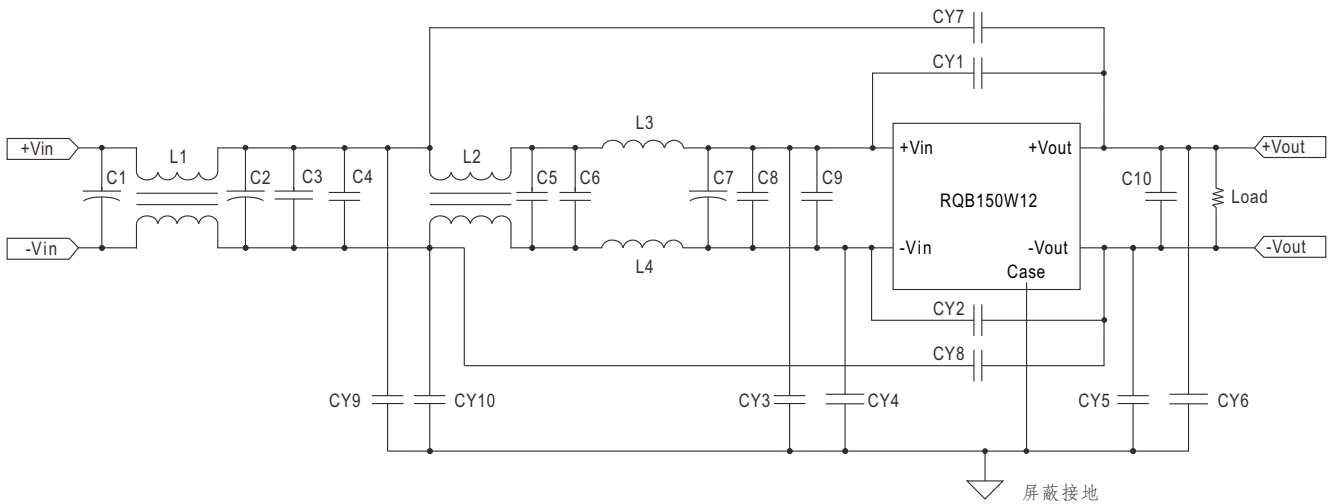 CY7
CY1
+Vin
L1
C1
C2
C3
C4
L2
C5
C6
L3
C7
C8
C9
+Vin
+Vout
RQB150W12
-Vin
-Vout
Case
C10
Load
+Vout
-Vin
L4
-Vout
CY2
CY8
CY9
CY10
CY3
CY4
CY5
CY6
屏蔽接地